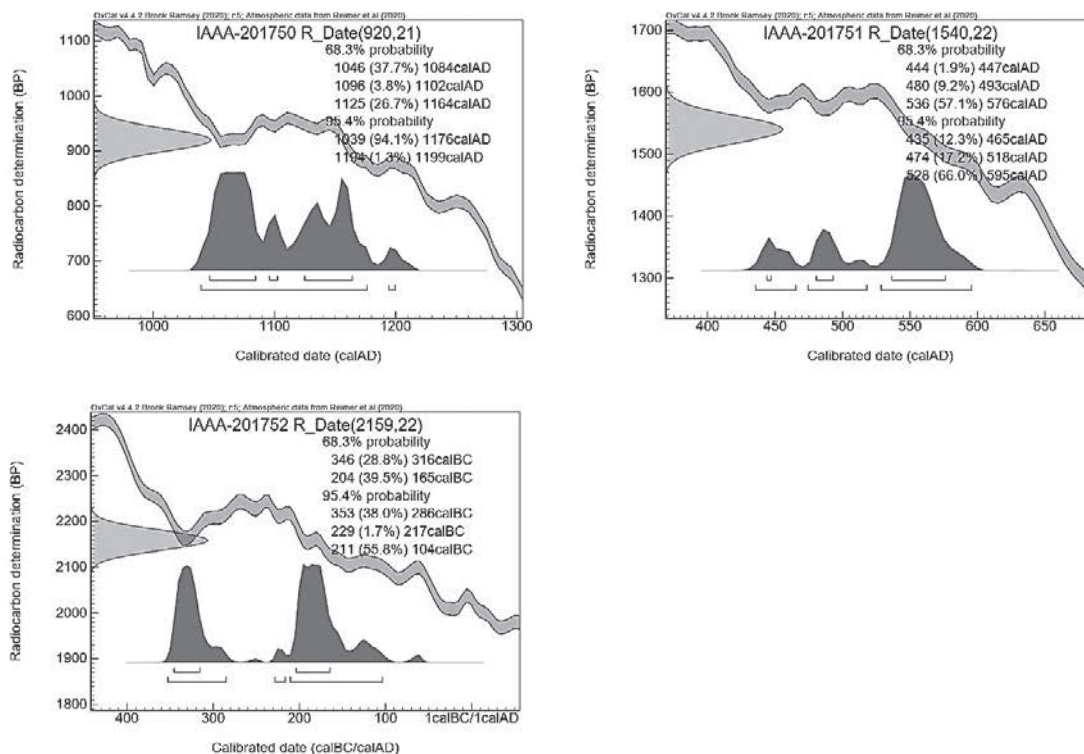 OxCal v4.4.2 Bronk Ramsey (2020); r:5; Atmospheric data from Reimer et al (2020)
IAAA-201750 R_Date(920,21)
68.3% probability
1046 (37.7%) 1084calAD
1096 (3.8%) 1102calAD
1125 (26.7%) 1164calAD
95.4% probability
1039 (94.1%) 1176calAD
1194 (1.3%) 1199calAD
Radiocarbon determination (BP)
1100
1000
900
800
700
600
1000
1100
1200
1300
Calibrated date (calAD)
OxCal v4.4.2 Bronk Ramsey (2020); r:5; Atmospheric data from Reimer et al (2020)
IAAA-201751 R_Date(1540,22)
68.3% probability
444 (1.9%) 447calAD
480 (9.2%) 493calAD
536 (57.1%) 576calAD
95.4% probability
435 (12.3%) 465calAD
474 (17.2%) 518calAD
528 (66.0%) 595calAD
Radiocarbon determination (BP)
1700
1600
1500
1400
1300
400
450
500
550
600
650
Calibrated date (calAD)
OxCal v4.4.2 Bronk Ramsey (2020); r:5; Atmospheric data from Reimer et al (2020)
IAAA-201752 R_Date(2159,22)
68.3% probability
346 (28.8%) 316calBC
204 (39.5%) 165calBC
95.4% probability
353 (38.0%) 286calBC
229 (1.7%) 217calBC
211 (55.8%) 104calBC
Radiocarbon determination (BP)
2400
2300
2200
2100
2000
1900
1800
400
300
200
100
1calBC/1calAD
Calibrated date (calBC/calAD)